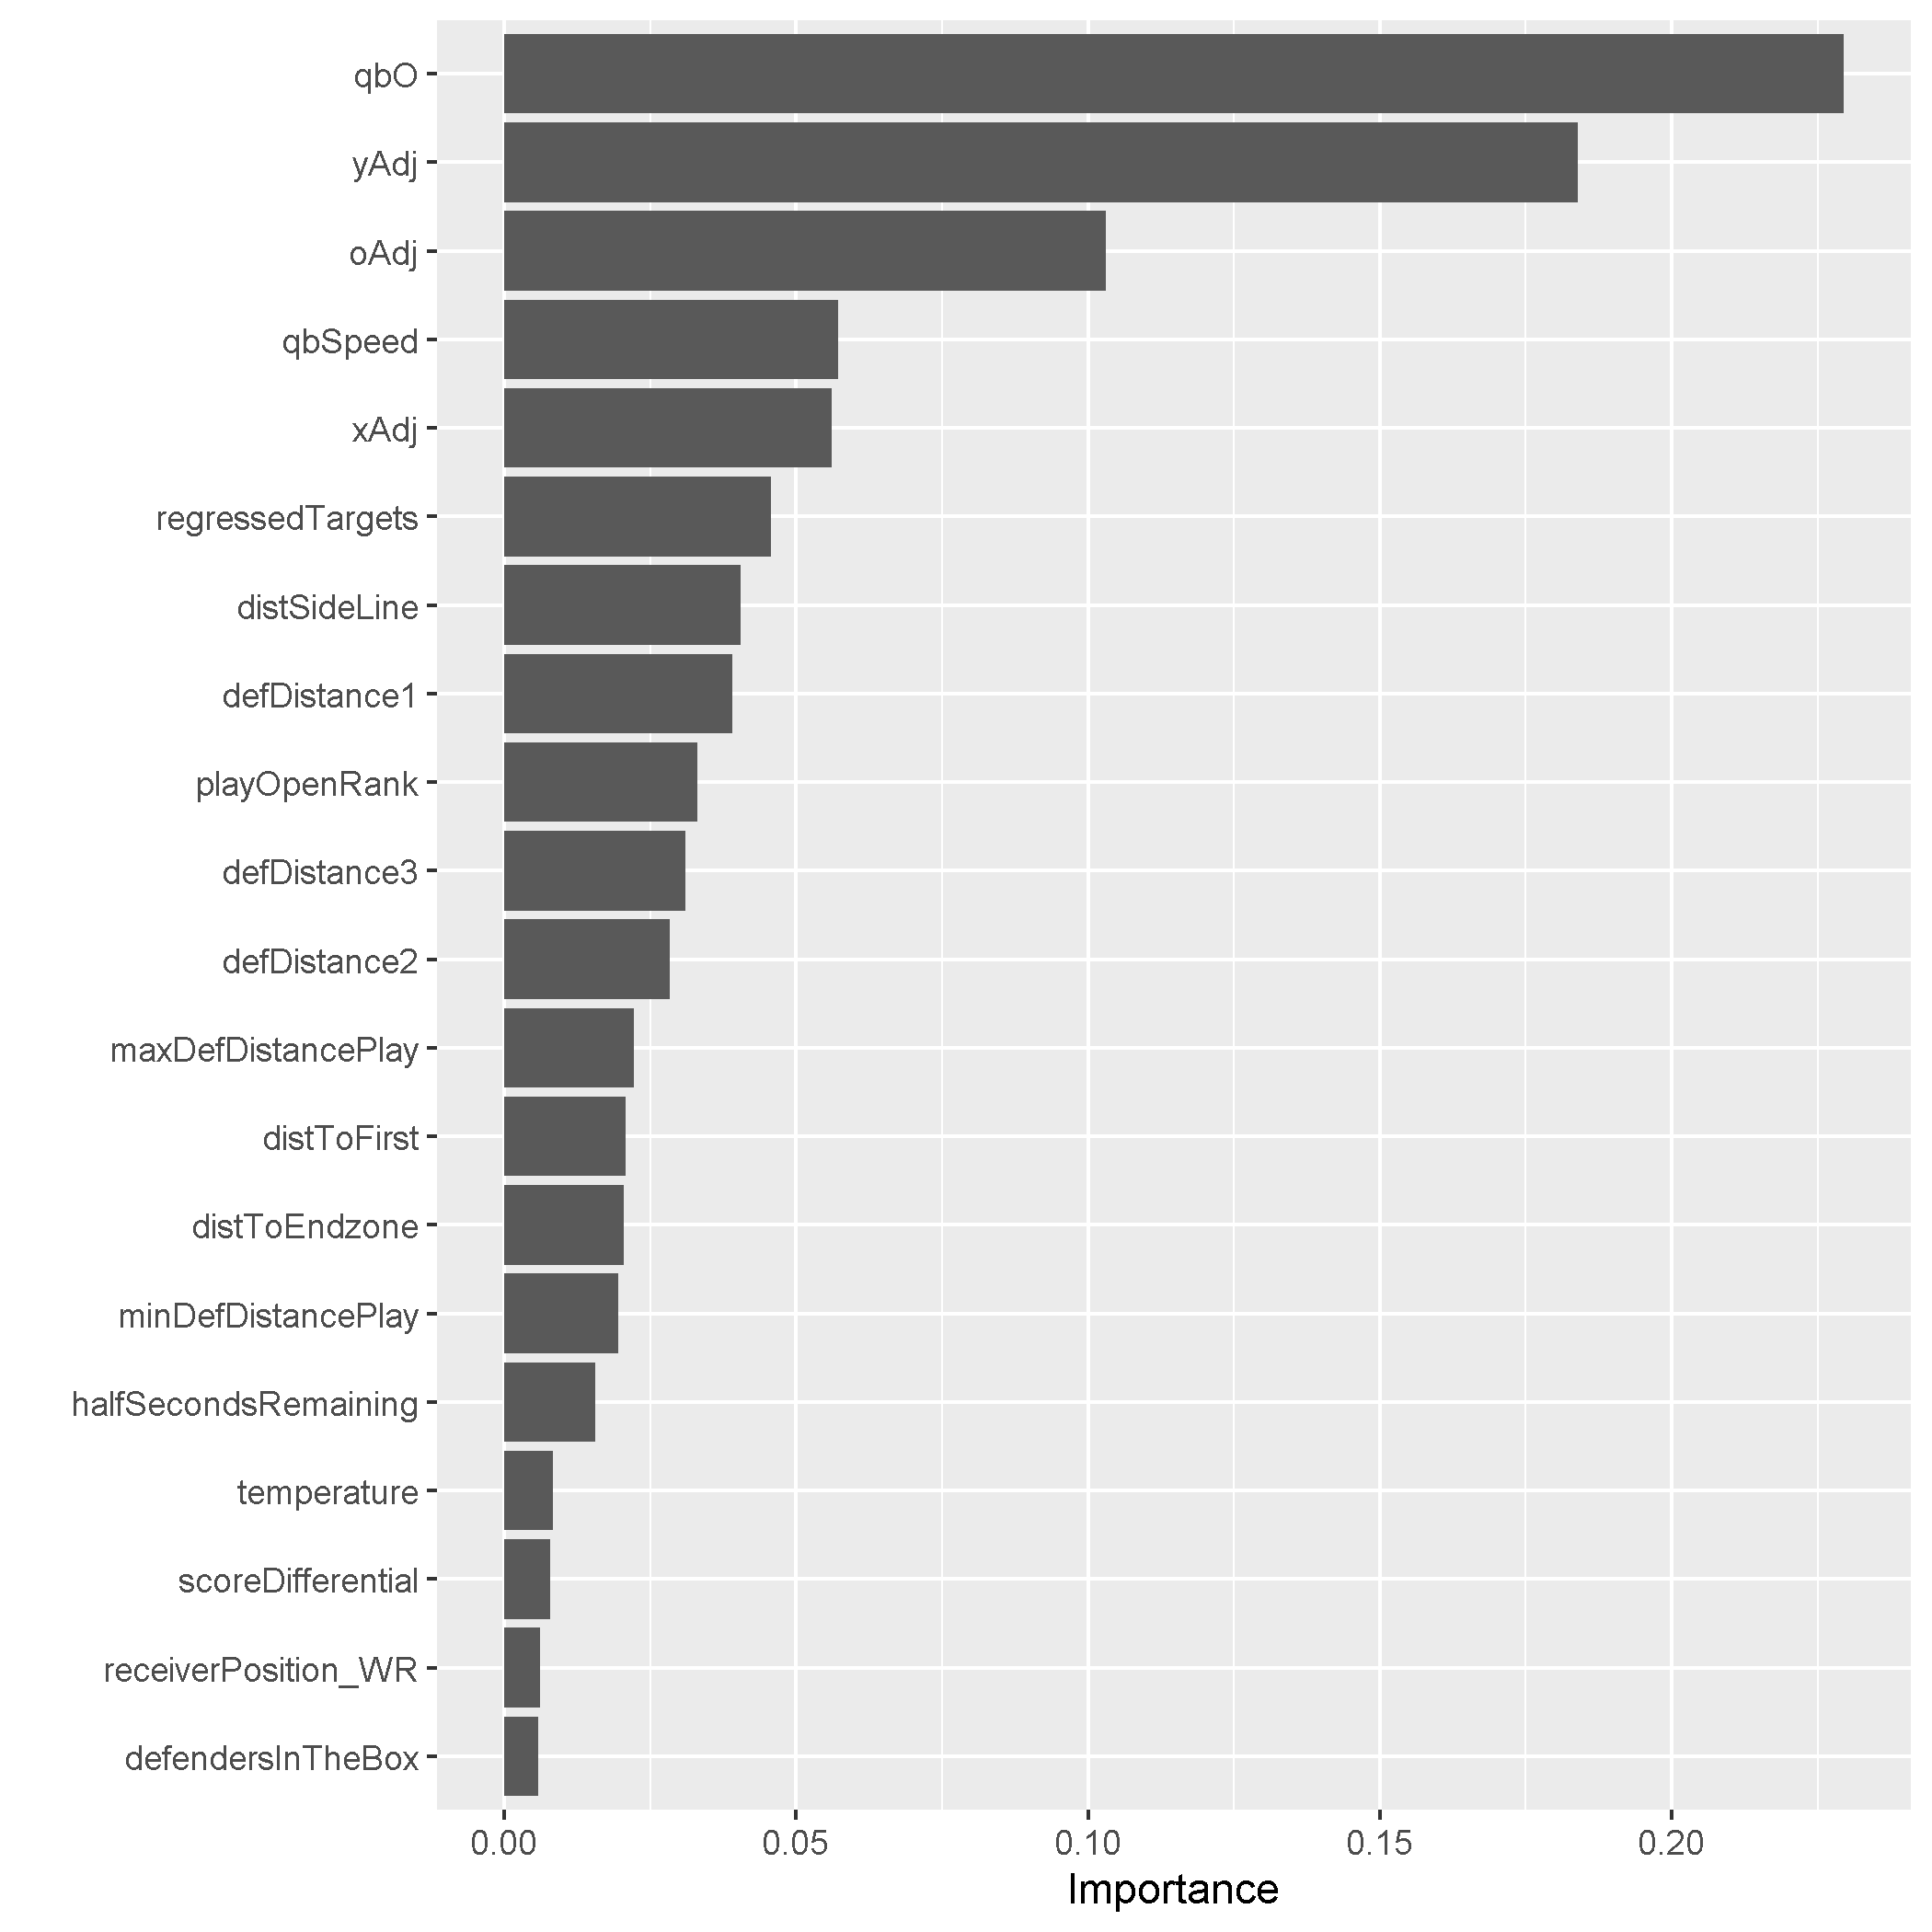 qbO
yAdj
oAdj
qbSpeed
xAdj
regressedTargets
distSideLine
defDistance1
playOpenRank
defDistance3
defDistance2
maxDefDistancePlay
distToFirst
distToEndzone
minDefDistancePlay
halfSecondsRemaining
temperature
scoreDifferential
receiverPosition_WR
defendersInTheBox
0.00 0.05 0.10 0.15 0.20
Importance